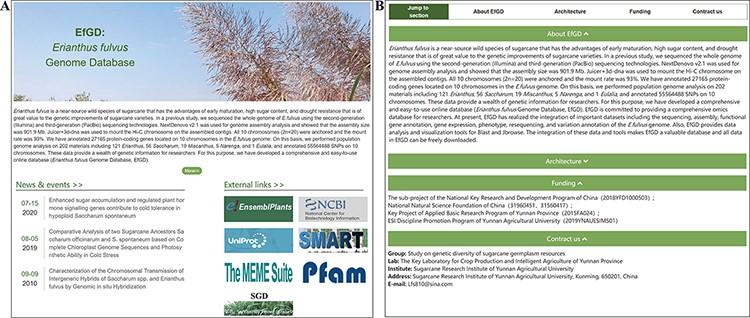 A
EfGD:
Erianthus fulvus
Genome Database
Erianthus fulvus is a near-source wild species of sugarcane that has the advantages of early maturation, high sugar content, and drought resistance that is
of great value to the genetic improvements of sugarcane varieties. In a previous study, we sequenced the whole genome of E.fulvus using the second-generation
(Illumina) and third-generation (PacBio) sequencing technologies. NextDenovo v2.1 was used for genome assembly analysis and showed that the assembly size
was 901.9 Mb. Juicer+3d-dna was used to mount the Hi-C chromosome on the assembled contigs. All 10 chromosomes (2n=20) were anchored and the mount
rate was 93%. We have annotated 27165 protein-coding genes located on 10 chromosomes in the E.fulvus genome. On this basis, we performed population genome
analysis on 202 materials including 121 Erianthus, 56 Saccharum, 19 Miscanthus, 5 Narenga, and 1 Eulalia, and annotated 55564488 SNPs on 10
chromosomes. These data provide a wealth of genetic information for researchers. For this purpose, we have developed a comprehensive and easy-to-use
online database (Erianthus fulvus Genome Database, EfGD).
More>>
News & events >>
07-15
2020
Enhanced sugar accumulation and regulated plant hor
mone signalling genes contribute to cold tolerance in
hypoploid Saccharum spontaneum
08-05
2019
Comparative Analysis of two Sugarcane Ancestors Sa
ccharum officinarum and S. spontaneum based on Co
mplete Chloroplast Genome Sequences and Photosy
nthetic Ability in Cold Stress
09-09
2010
Characterization of the Chromosomal Transmission of
Intergeneric Hybrids of Saccharum spp. and Erianthus
fulvus by Genomic in situ Hybridization
External links >>
EnsemblPlants
NCBI
National Center for
Biotechnology Information
UniProt
SMART
The MEME Suite
Pfam
SGD
B
Jump to
section
About EfGD
Architecture
Funding
Contract us
About EfGD
Erianthus fulvus is a near-source wild species of sugarcane that has the advantages of early maturation, high sugar content, and drought
resistance that is of great value to the genetic improvements of sugarcane varieties. In a previous study, we sequenced the whole genome
of E.fulvus using the second-generation (Illumina) and third-generation (PacBio) sequencing technologies. NextDenovo v2.1 was used for
genome assembly analysis and showed that the assembly size was 901.9 Mb. Juicer+3d-dna was used to mount the Hi-C chromosome on
the assembled contigs. All 10 chromosomes (2n=20) were anchored and the mount rate was 93%. We have annotated 27165 protein-
coding genes located on 10 chromosomes in the E.fulvus genome. On this basis, we performed population genome analysis on 202
materials including 121 Erianthus, 56 Saccharum, 19 Miscanthus, 5 Narenga, and 1 Eulalia, and annotated 55564488 SNPs on 10
chromosomes. These data provide a wealth of genetic information for researchers. For this purpose, we have developed a comprehensive
and easy-to-use online database (Erianthus fulvus Genome Database, EfGD). EfGD is committed to providing a comprehensive omics
database for researchers. At present, EfGD has realized the integration of important datasets including the sequencing, assembly, functional
gene annotation, gene expression, phenotype, resequencing, and variation annotation of the E.fulvus genome. Also, EfGD provides data
analysis and visualization tools for Blast and Jbrowse. The integration of these data and tools makes EfGD a valuable database and all data
in EfGD can be freely downloaded.
Architecture
Funding
The sub-project of the National Key Research and Development Program of China (2018YFD1000503) ;
National Natural Science Foundation of China (31960451, 31560417) ;
Key Project of Applied Basic Research Program of Yunnan Province (2015FA024) ;
ESI Discipline Promotion Program of Yunnan Agricultural University (2019YNAUESIMS01)
Contact us
Group: Study on genetic diversity of sugarcane germplasm resources
Lab: The Key Laboratory for Crop Production and Intelligent Agriculture of Yunnan Province
Institute: Sugarcane Research Institute of Yunnan Agricultural University
Address: Sugarcane Research Institute of Yunnan Agricultural University, Kunming, 650201, China
E-mail: Lfs810@sina.com